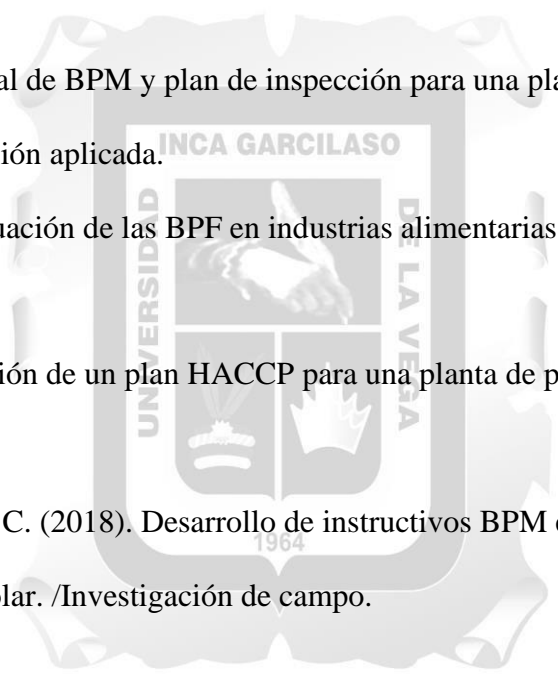 al de BPM y plan de inspección para una pla
ión aplicada.
INCA GARCILASO
UNIVERSIDAD
DE LA VEGA
uación de las BPF en industrias alimentarias
ión de un plan HACCP para una planta de p
C. (2018). Desarrollo de instructivos BPM
1964
lar. /Investigación de campo.